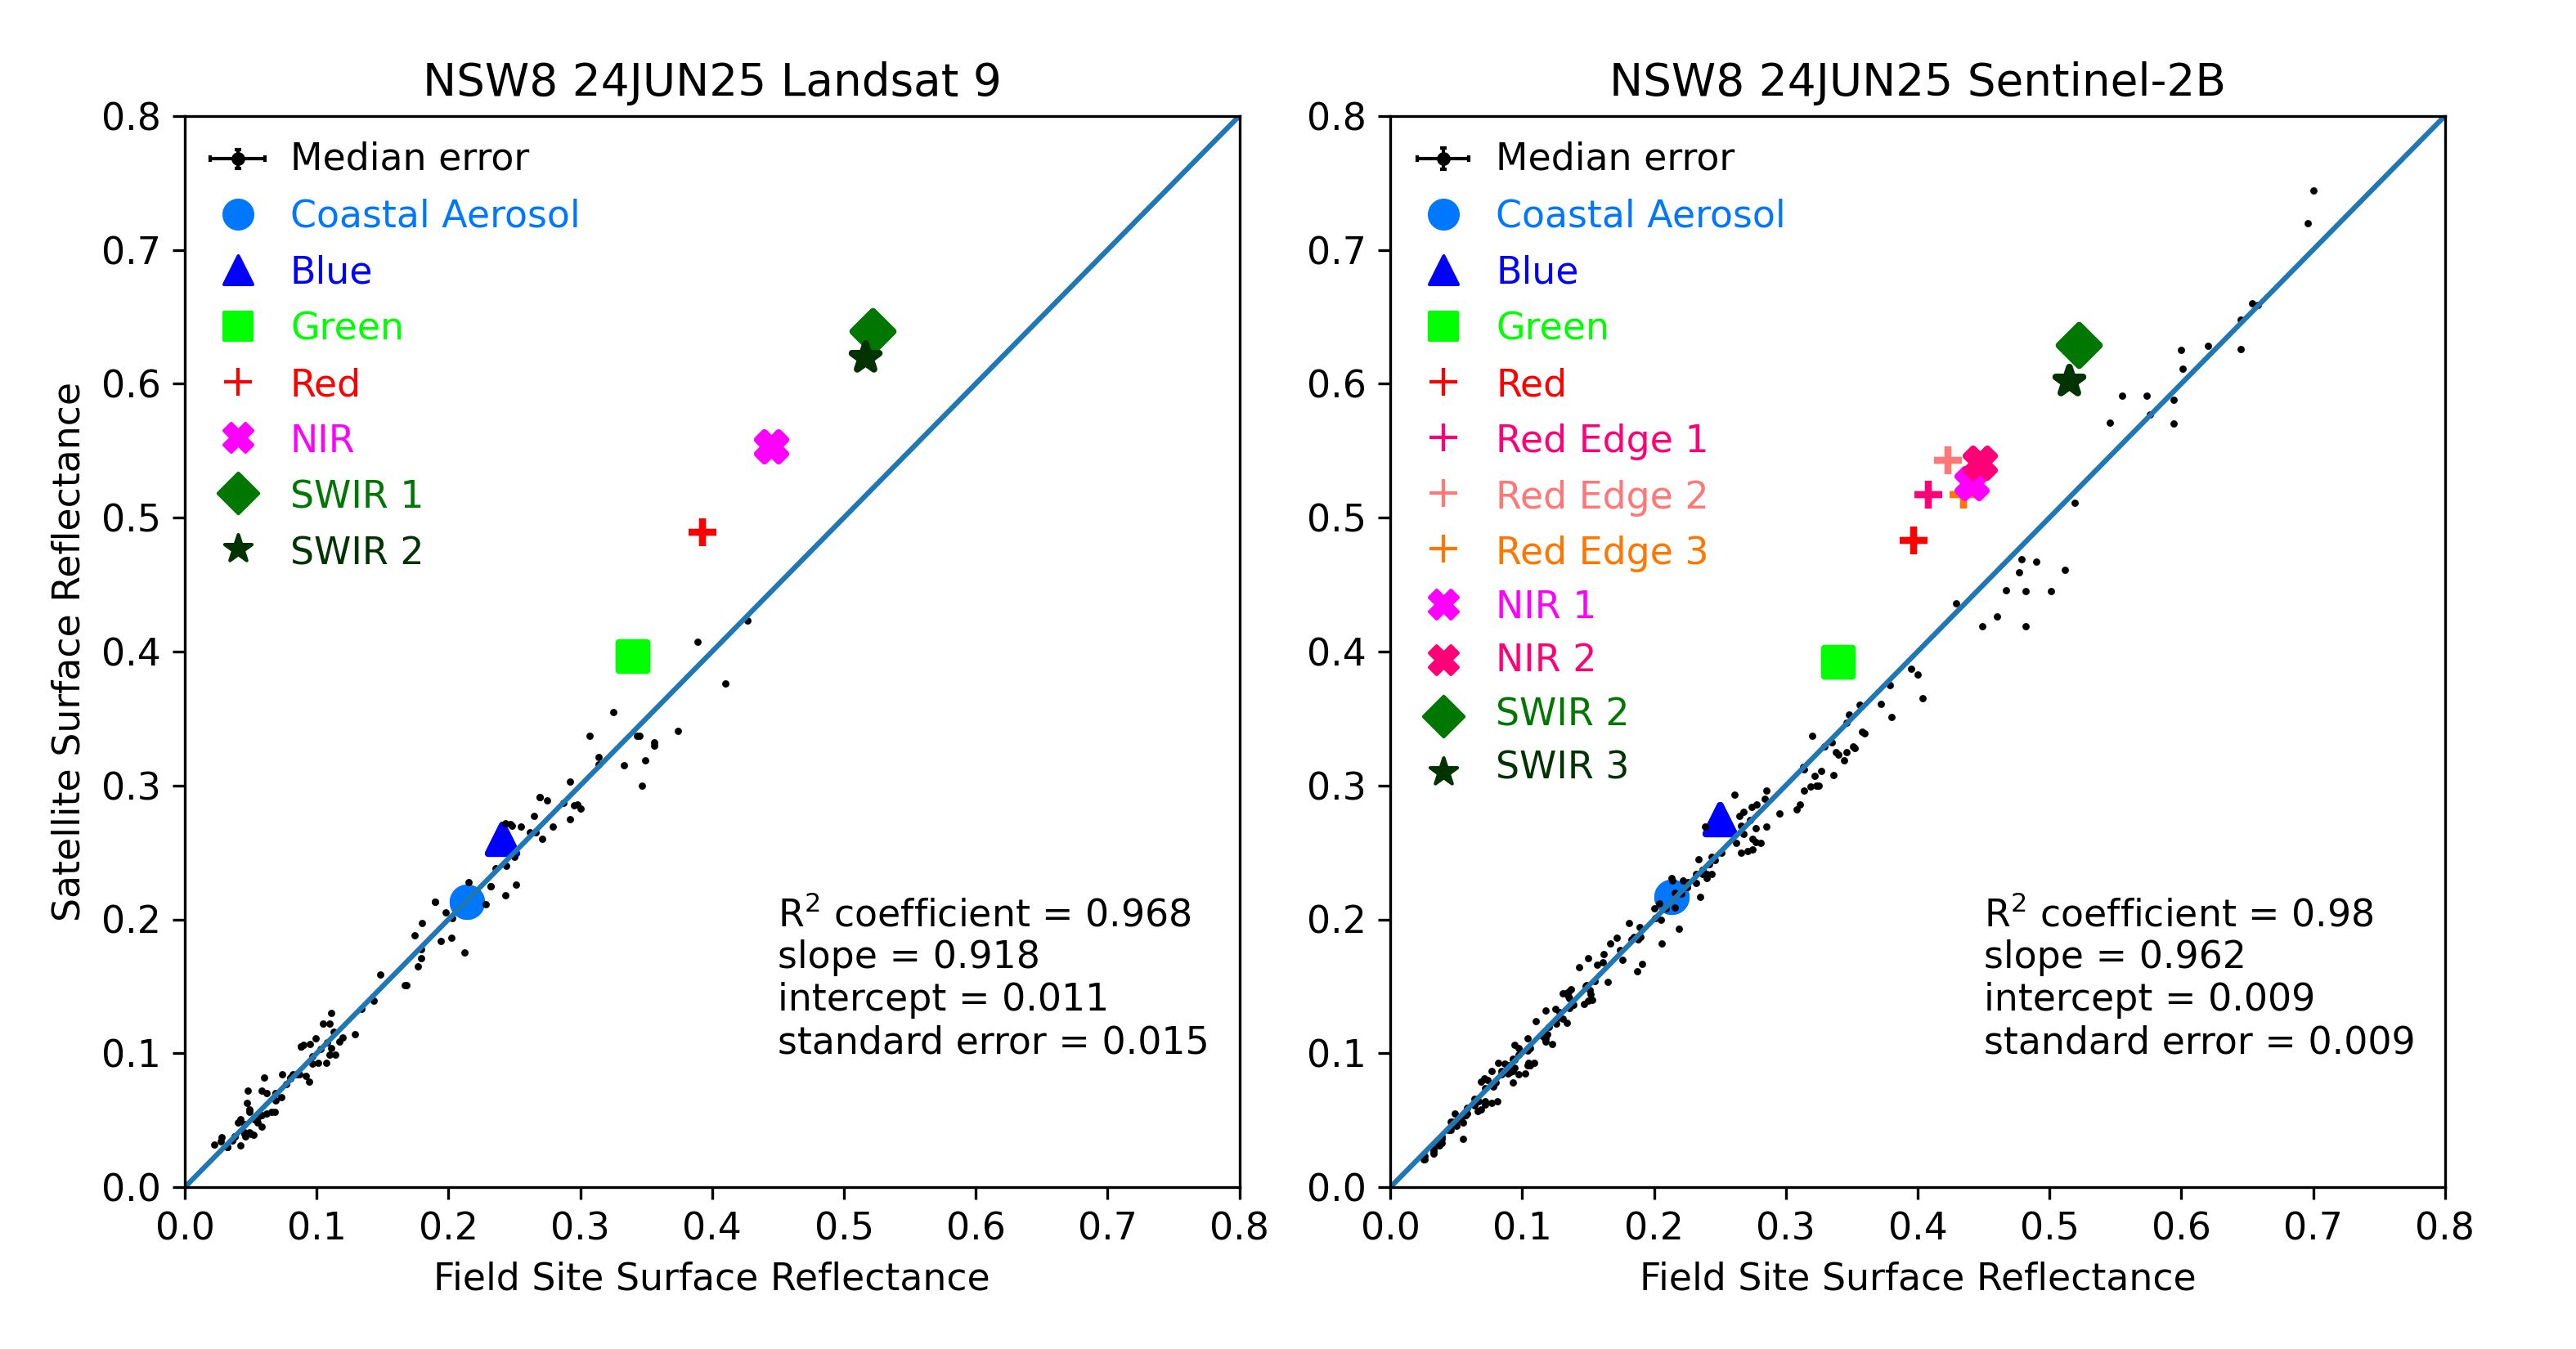 NSW8 24JUN25 Landsat 9
Satellite Surface Reflectance
0.8
0.7
0.6
0.5
0.4
0.3
0.2
0.1
0.0
Median error
Coastal Aerosol
Blue
Green
Red
NIR
SWIR 1
SWIR 2
R² coefficient = 0.968
slope = 0.918
intercept = 0.011
standard error = 0.015
0.0 0.1 0.2 0.3 0.4 0.5 0.6 0.7 0.8
Field Site Surface Reflectance
NSW8 24JUN25 Sentinel-2B
0.8
0.7
0.6
0.5
0.4
0.3
0.2
0.1
0.0
Median error
Coastal Aerosol
Blue
Green
Red
Red Edge 1
Red Edge 2
Red Edge 3
NIR 1
NIR 2
SWIR 2
SWIR 3
R² coefficient = 0.98
slope = 0.962
intercept = 0.009
standard error = 0.009
0.0 0.1 0.2 0.3 0.4 0.5 0.6 0.7 0.8
Field Site Surface Reflectance